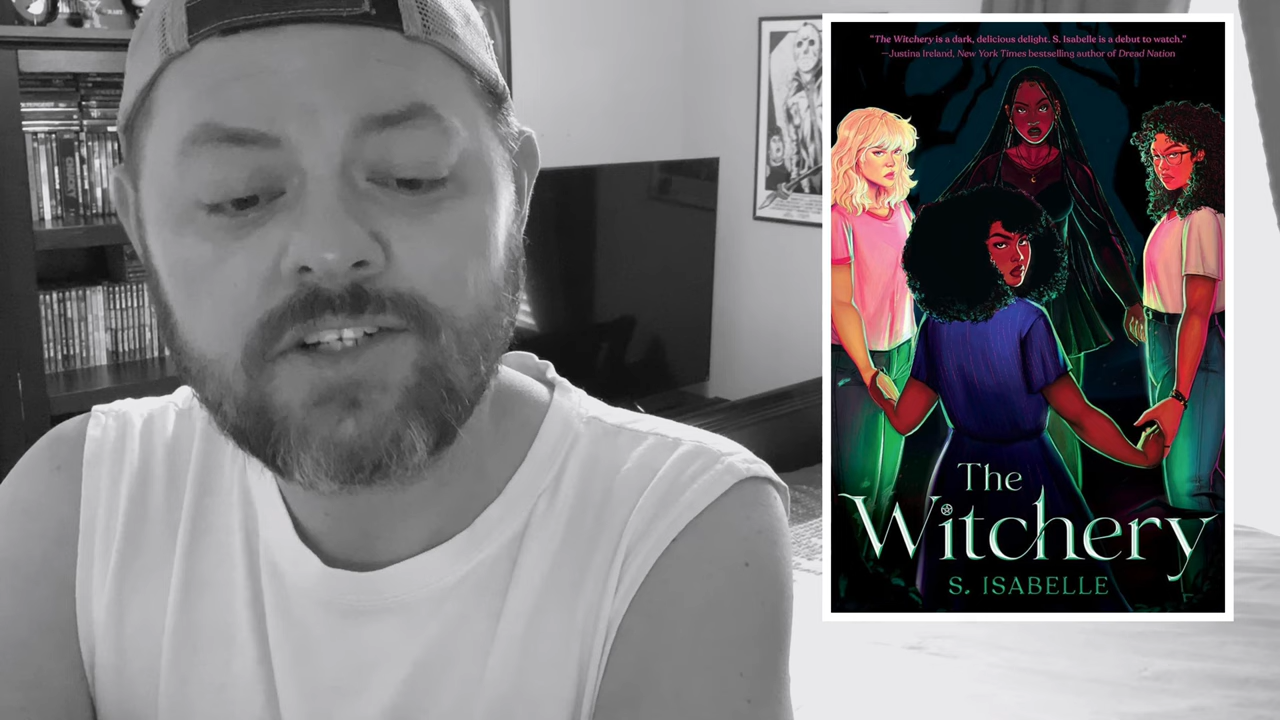 “The Witchery is a dark, delicious delight. S. Isabelle is a debut to watch.”
—Justina Ireland, New York Times bestselling author of Dread Nation
The
Witchery
S. ISABELLE